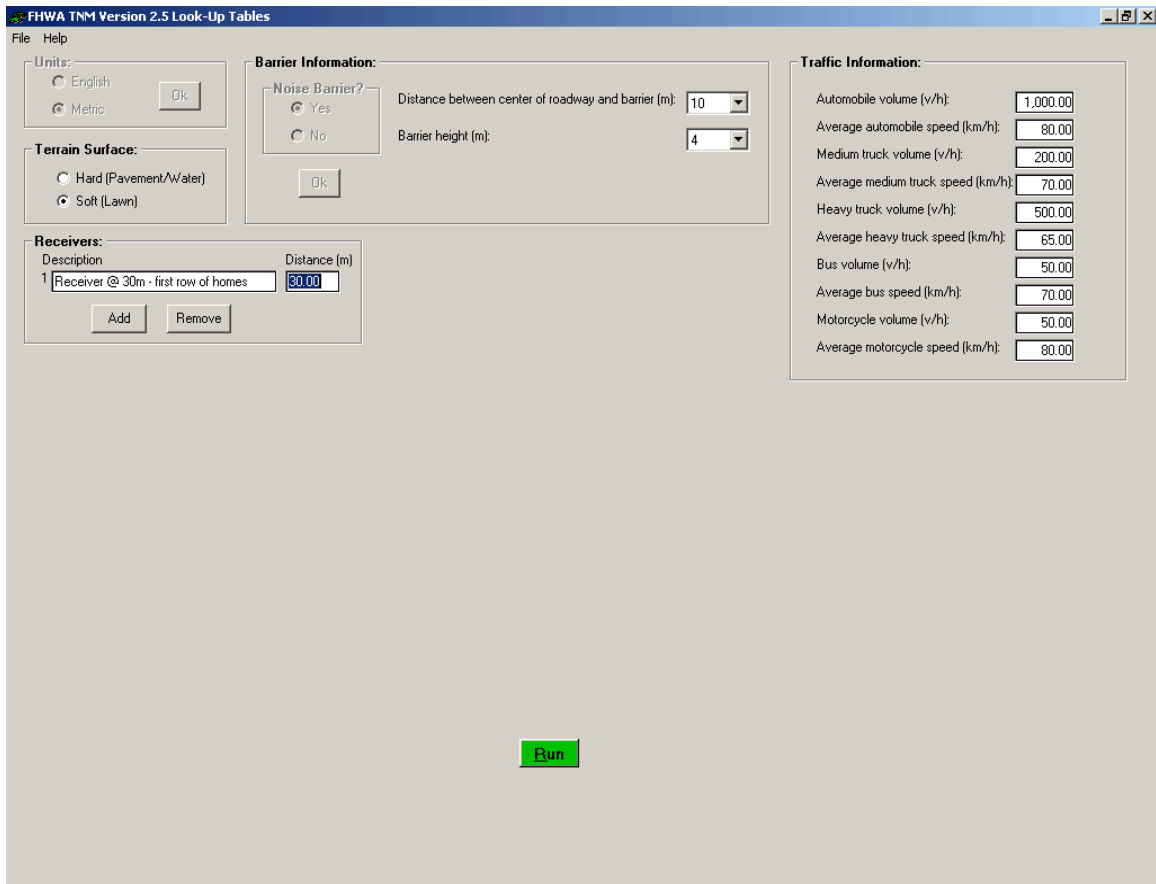 FHWA TNM Version 2.5 Look-Up Tables
File Help
Units:
English
Metric
Ok
Terrain Surface:
Hard (Pavement/Water)
Soft (Lawn)
Barrier Information:
Noise Barrier?
Yes
No
Ok
Distance between center of roadway and barrier (m): 10
Barrier height (m): 4
Receivers:
Description Distance (m)
1 Receiver @ 30m - first row of homes 30.00
Add Remove
Traffic Information:
Automobile volume (v/h): 1,000.00
Average automobile speed (km/h): 80.00
Medium truck volume (v/h): 200.00
Average medium truck speed (km/h): 70.00
Heavy truck volume (v/h): 500.00
Average heavy truck speed (km/h): 65.00
Bus volume (v/h): 50.00
Average bus speed (km/h): 70.00
Motorcycle volume (v/h): 50.00
Average motorcycle speed (km/h): 80.00
Run